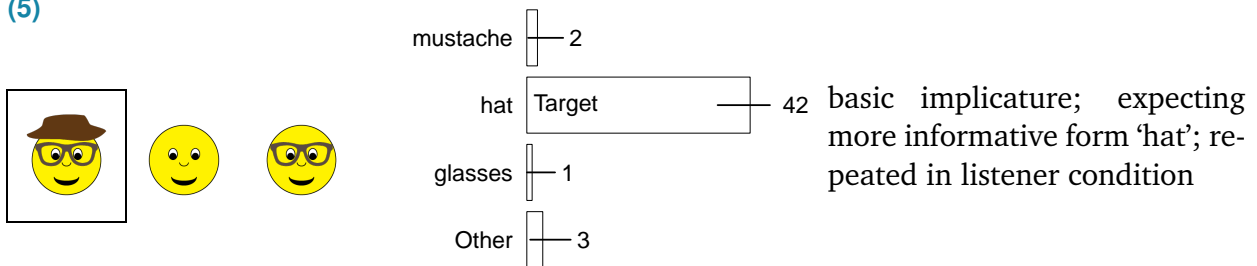 (5)
mustache 2
hat Target 42
glasses 1
Other 3
basic implicature; expecting
more informative form ‘hat’; re-
peated in listener condition